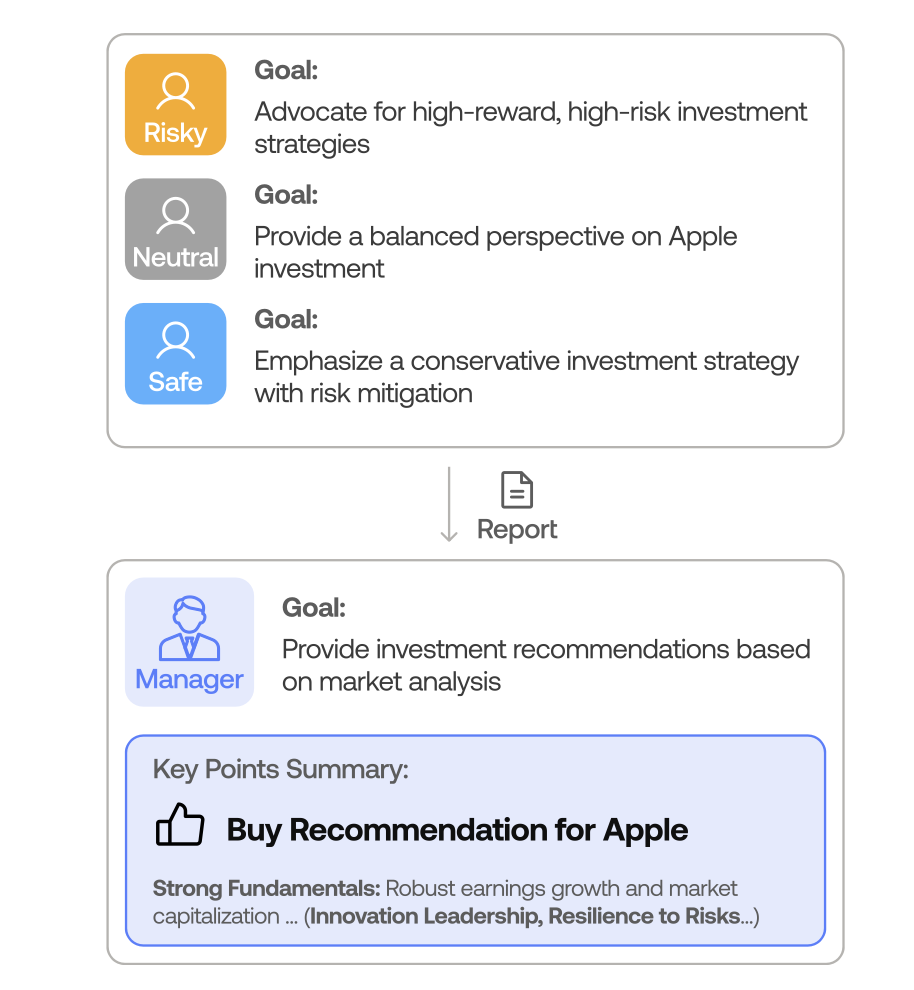 Risky
Goal:
Advocate for high-reward, high-risk investment
strategies
Neutral
Goal:
Provide a balanced perspective on Apple
investment
Safe
Goal:
Emphasize a conservative investment strategy
with risk mitigation
Report
Manager
Goal:
Provide investment recommendations based
on market analysis
Key Points Summary:
Buy Recommendation for Apple
Strong Fundamentals: Robust earnings growth and market
capitalization ... (Innovation Leadership, Resilience to Risks...)